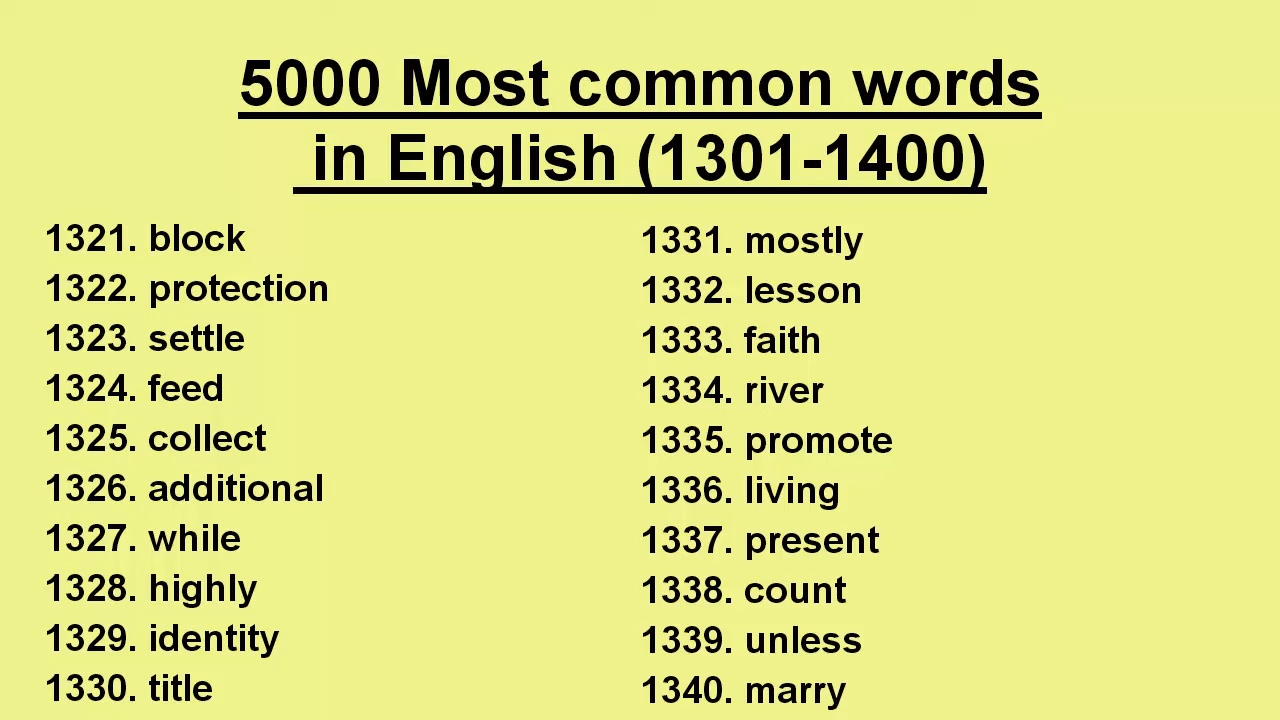 5000 Most common words
in English (1301-1400)
1321. block
1322. protection
1323. settle
1324. feed
1325. collect
1326. additional
1327. while
1328. highly
1329. identity
1330. title
1331. mostly
1332. lesson
1333. faith
1334. river
1335. promote
1336. living
1337. present
1338. count
1339. unless
1340. marry